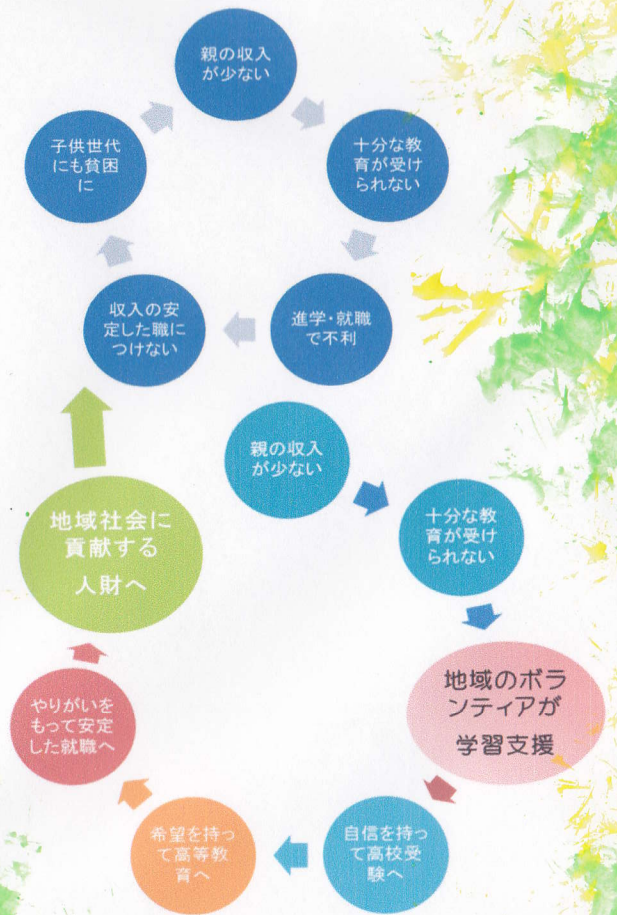 親の収入
が少ない
十分な教
育が受け
られない
進学・就職
で不利
収入の安
定した職に
つけない
子供世代
にも貧困
に
親の収入
が少ない
十分な教
育が受け
られない
地域のボラ
ンティアが
学習支援
自信を持っ
て高校受
験へ
希望を持っ
て高等教
育へ
やりがいを
もって安定
した就職へ
地域社会に
貢献する
人財へ